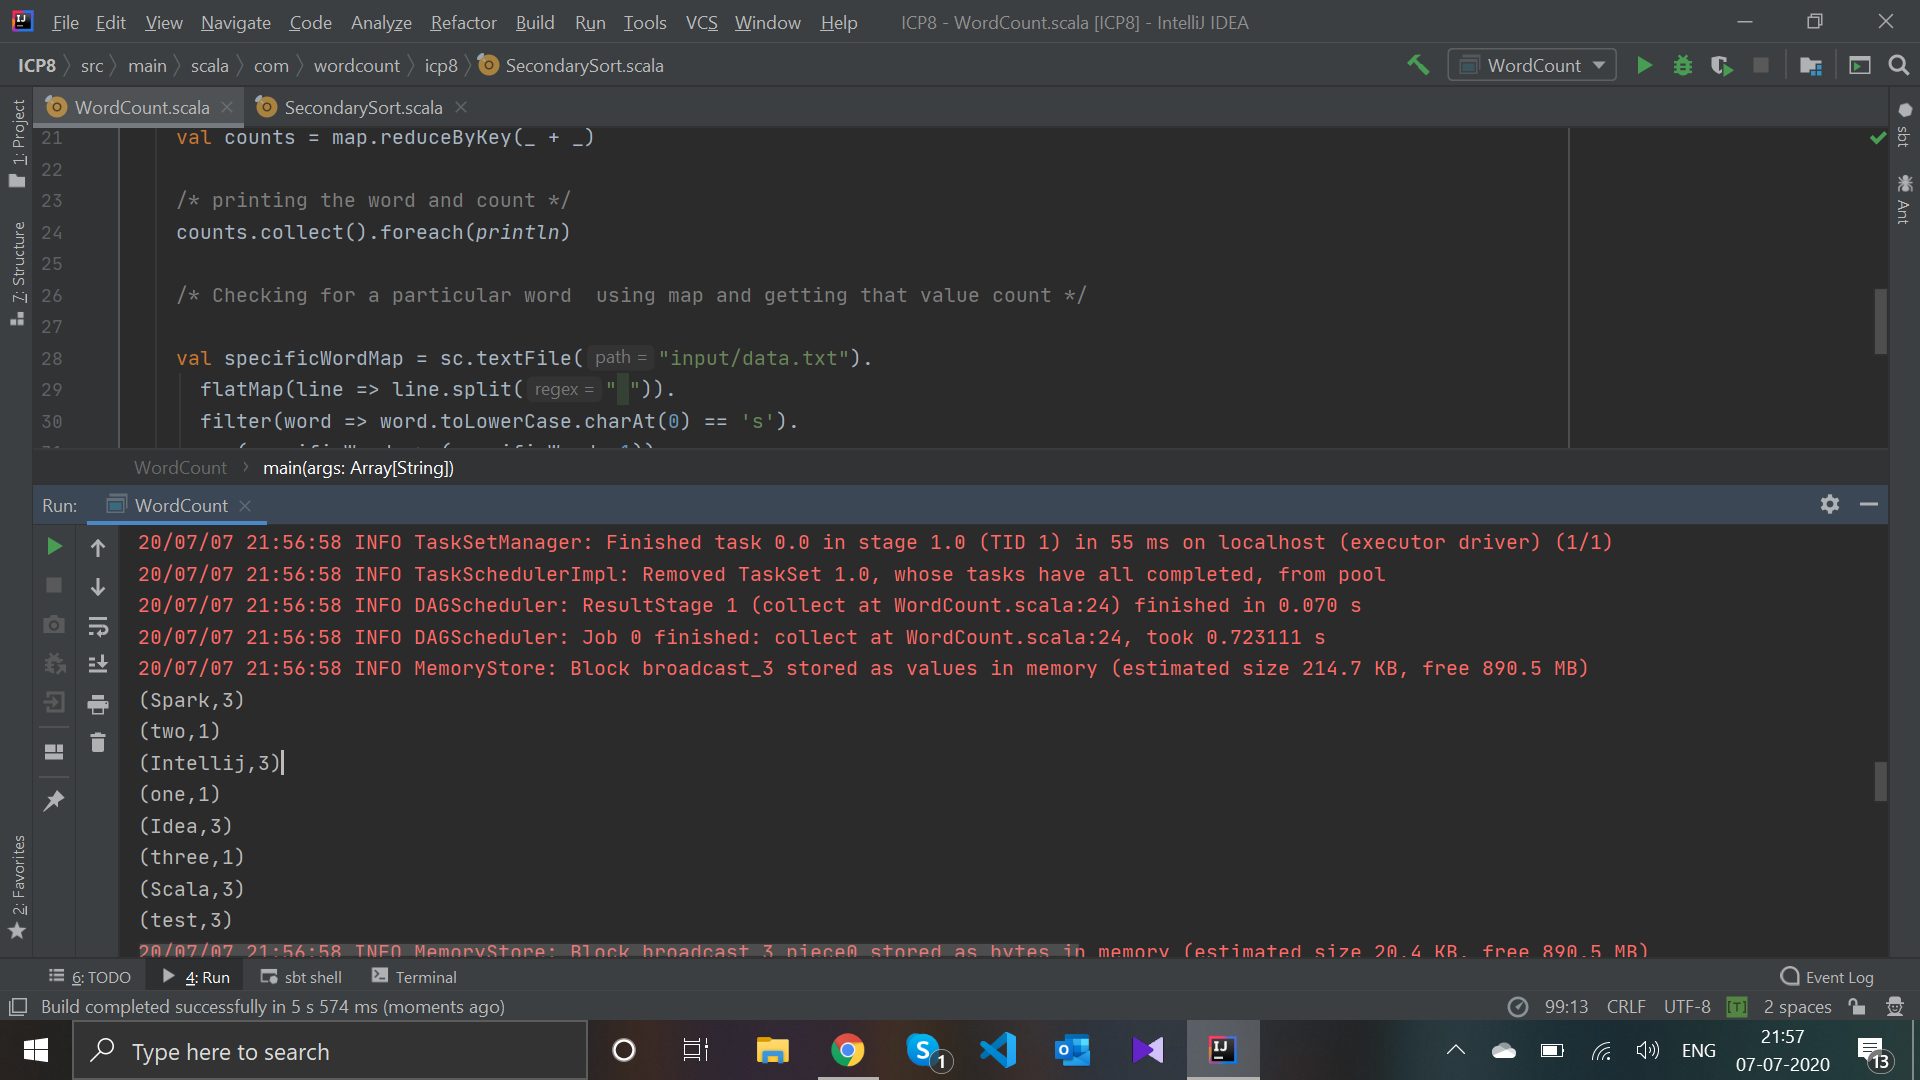 File Edit View Navigate Code Analyze Refactor Build Run Tools VCS Window Help ICP8 - WordCount.scala [ICP8] - IntelliJ IDEA
ICP8 src main scala com wordcount icp8 SecondarySort.scala WordCount
WordCount.scala SecondarySort.scala
1: Project
7: Structure
2: Favorites
sbt
Ant
21 val counts = map.reduceByKey(_ + _)
22
23 /* printing the word and count */
24 counts.collect().foreach(println)
25
26 /* Checking for a particular word  using map and getting that value count */
27
28 val specificWordMap = sc.textFile( path = "input/data.txt").
29 flatMap(line => line.split( regex = " ")).
30 filter(word => word.toLowerCase.charAt(0) == 's').
WordCount › main(args: Array[String])
Run: WordCount
20/07/07 21:56:58 INFO TaskSetManager: Finished task 0.0 in stage 1.0 (TID 1) in 55 ms on localhost (executor driver) (1/1)
20/07/07 21:56:58 INFO TaskSchedulerImpl: Removed TaskSet 1.0, whose tasks have all completed, from pool
20/07/07 21:56:58 INFO DAGScheduler: ResultStage 1 (collect at WordCount.scala:24) finished in 0.070 s
20/07/07 21:56:58 INFO DAGScheduler: Job 0 finished: collect at WordCount.scala:24, took 0.723111 s
20/07/07 21:56:58 INFO MemoryStore: Block broadcast_3 stored as values in memory (estimated size 214.7 KB, free 890.5 MB)
(Spark,3)
(two,1)
(Intellij,3)
(one,1)
(Idea,3)
(three,1)
(Scala,3)
(test,3)
20/07/07 21:56:58 INFO MemoryStore: Block broadcast_3_piece0 stored as bytes in memory (estimated size 20.4 KB, free 890.5 MB)
6: TODO 4: Run sbt shell Terminal Event Log
Build completed successfully in 5 s 574 ms (moments ago) 99:13 CRLF UTF-8 [T] 2 spaces
Type here to search S 1 IJ ENG 21:57
07-07-2020 13